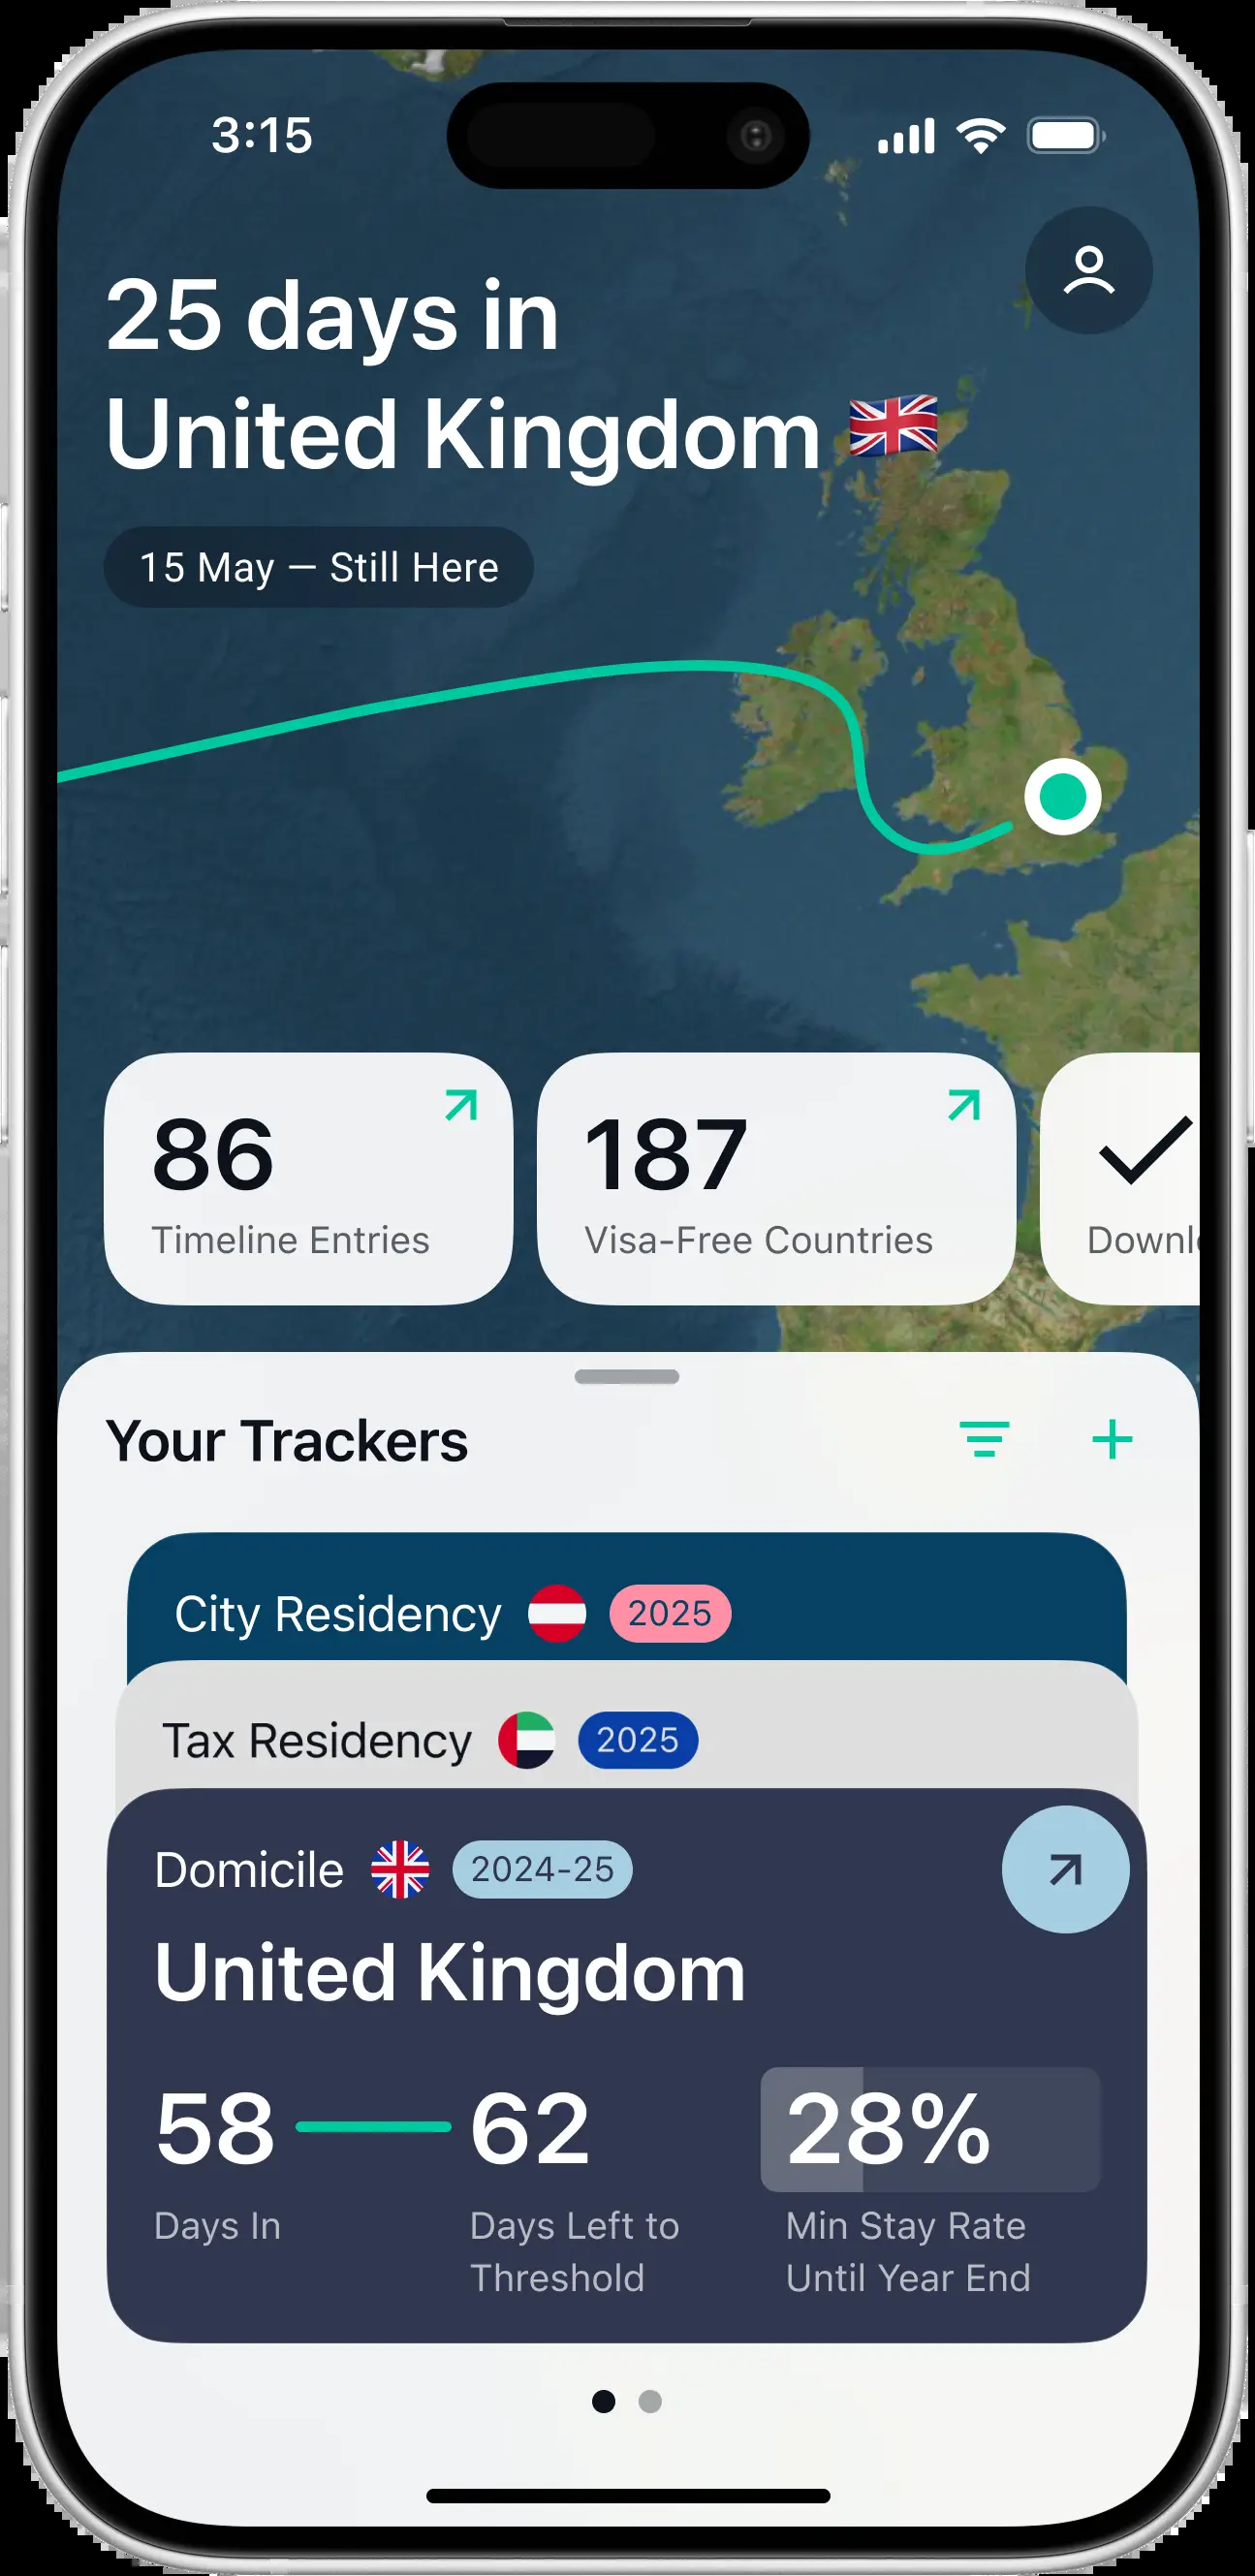 3:15
25 days in
United Kingdom 🇬🇧
15 May — Still Here
86
Timeline Entries
187
Visa-Free Countries
Your Trackers
City Residency 2025
Tax Residency 2025
Domicile 2024-25
United Kingdom
58 62 28%
Days In Days Left to Min Stay Rate
Threshold Until Year End